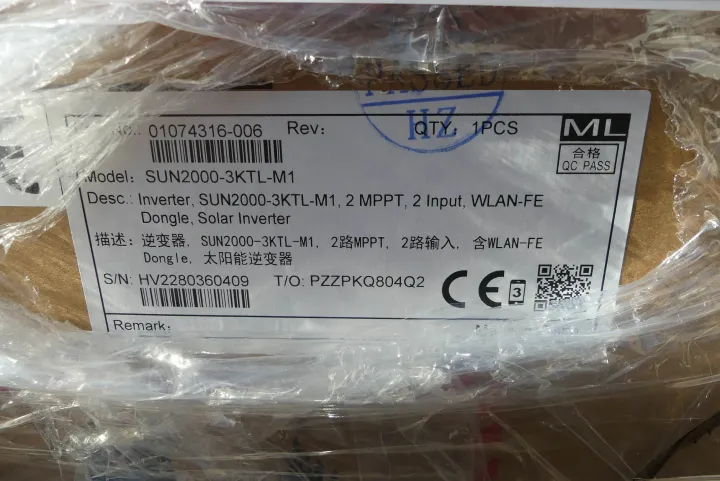 PASSED
HZ
No.: 01074316-006 Rev: QTY: 1PCS
ML
合格
QC PASS
Model: SUN2000-3KTL-M1
Desc.: Inverter, SUN2000-3KTL-M1, 2 MPPT, 2 Input, WLAN-FE
Dongle, Solar Inverter
描述: 逆变器, SUN2000-3KTL-M1, 2路MPPT, 2路输入, 含WLAN-FE
Dongle, 太阳能逆变器
S/N: HV2280360409 T/O: PZZPKQ804Q2
CE
3
Remark: